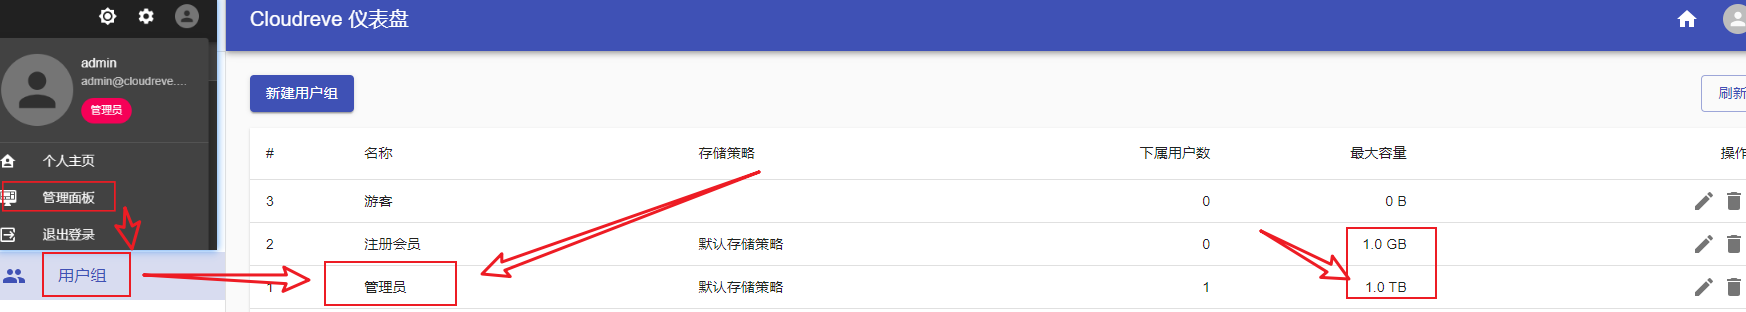 admin
admin@cloudreve....
管理员
个人主页
管理面板
退出登录
用户组
Cloudreve 仪表盘
新建用户组
刷新
# 名称 存储策略 下属用户数 最大容量 操作
3 游客 0 0 B
2 注册会员 默认存储策略 0 1.0 GB
1 管理员 默认存储策略 1 1.0 TB